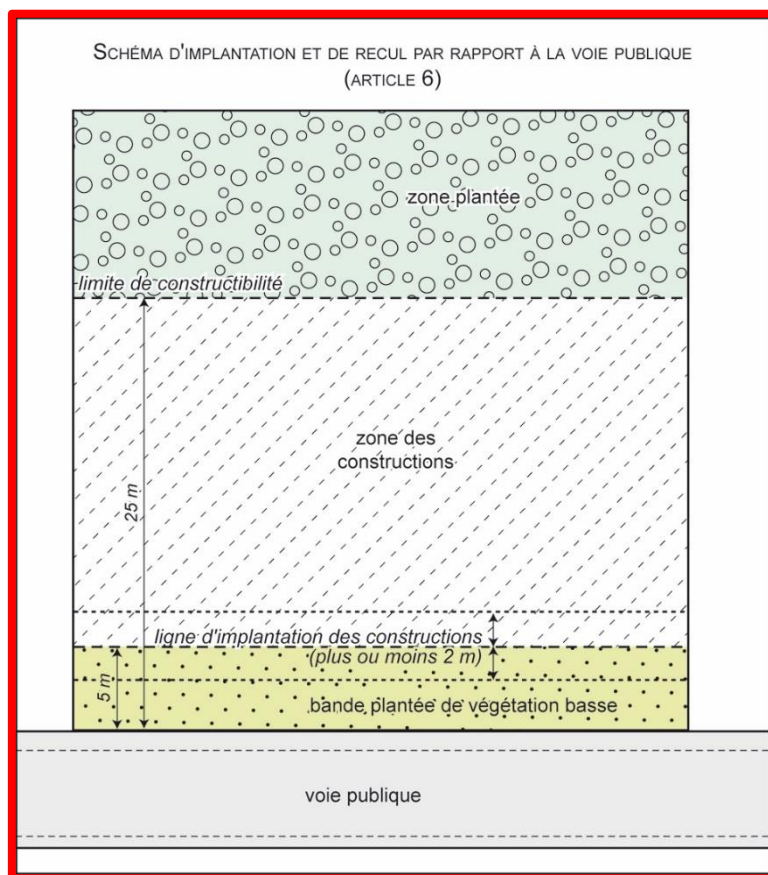 SCHÉMA D'IMPLANTATION ET DE RECUL PAR RAPPORT À LA VOIE PUBLIQUE
(ARTICLE 6)
zone plantée
limite de constructibilité
zone des
constructions
25 m
ligne d'implantation des constructions
(plus ou moins 2 m)
5 m
bande plantée de végétation basse
voie publique